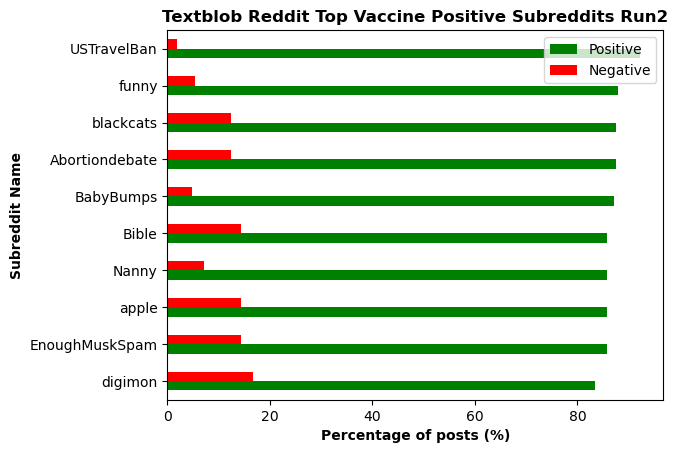 Textblob Reddit Top Vaccine Positive Subreddits Run2
Positive
Negative
USTravelBan
funny
blackcats
Abortiondebate
BabyBumps
Bible
Nanny
apple
EnoughMuskSpam
digimon
Subreddit Name
0 20 40 60 80
Percentage of posts (%)